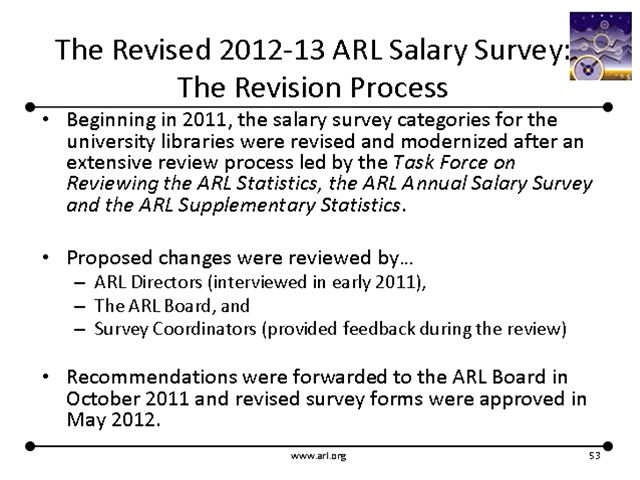 The Revised 2012-13 ARL Salary Survey:
The Revision Process
• Beginning in 2011, the salary survey categories for the
university libraries were revised and modernized after an
extensive review process led by the Task Force on
Reviewing the ARL Statistics, the ARL Annual Salary Survey
and the ARL Supplementary Statistics.
• Proposed changes were reviewed by…
– ARL Directors (interviewed in early 2011),
– The ARL Board, and
– Survey Coordinators (provided feedback during the review)
• Recommendations were forwarded to the ARL Board in
October 2011 and revised survey forms were approved in
May 2012.
www.arl.org 53